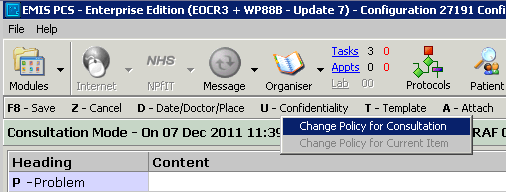 EMIS PCS - Enterprise Edition (EOCR3 + WP88B - Update 7) - Configuration 27191 Confi
File Help
Modules Internet NHS NPfIT Message Organiser Tasks 3 0 Protocols Patient
Appts 0 0
Lab 00
F8 - Save Z - Cancel D - Date/Doctor/Place U - Confidentiality T - Template A - Attach
Consultation Mode - On 07 Dec 2011 11:39 RAF C
Change Policy for Consultation
Change Policy for Current Item
Heading Content
P - Problem